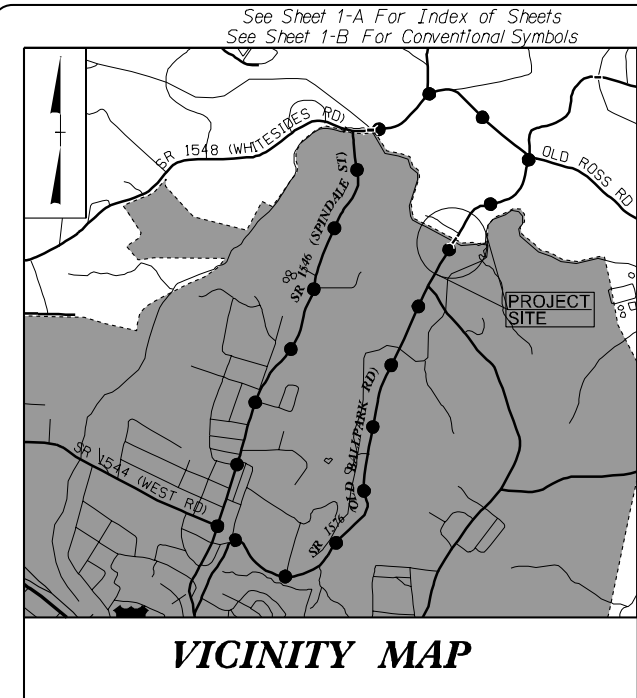 See Sheet 1-A For Index of Sheets
See Sheet 1-B For Conventional Symbols
SR 1548 (WHITESIDES RD)
OLD ROSS RD
SR 1546 (SPINDALE ST)
PROJECT
SITE
SR 1576 (OLD BALLPARK RD)
SR 1544 (WEST RD)
VICINITY MAP